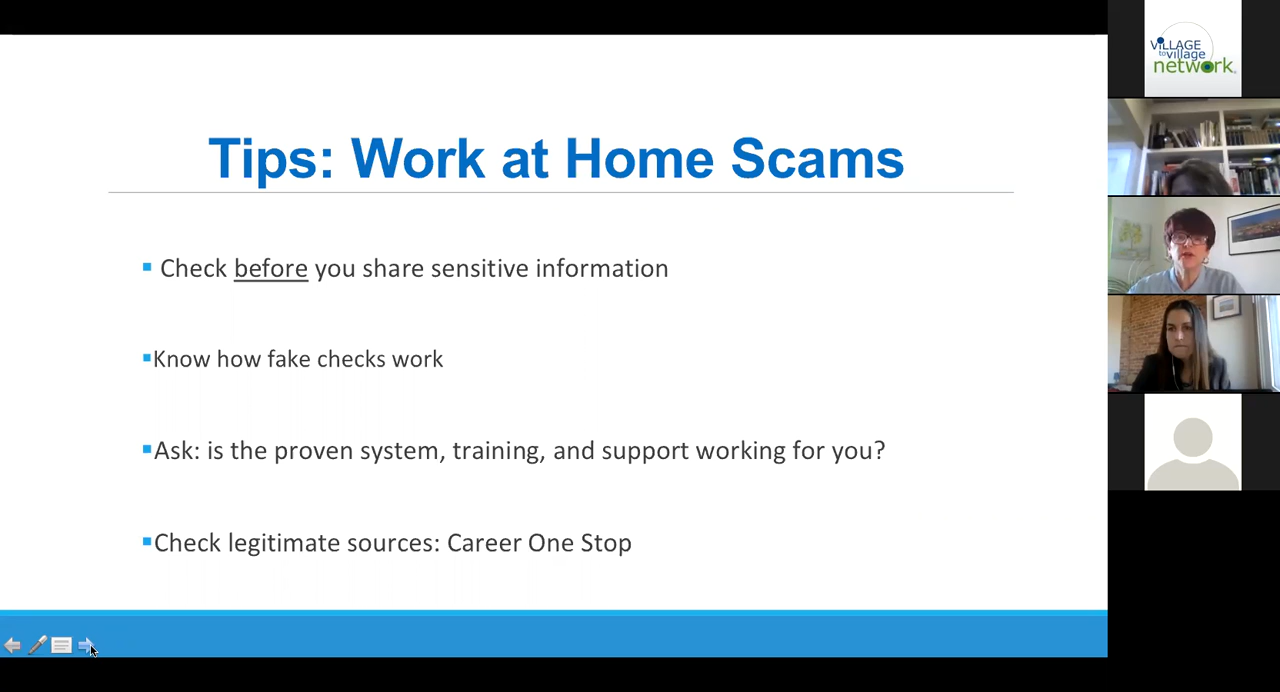 Tips: Work at Home Scams
▪ Check before you share sensitive information
▪Know how fake checks work
▪Ask: is the proven system, training, and support working for you?
▪Check legitimate sources: Career One Stop
ViLLAGE
to village
network.